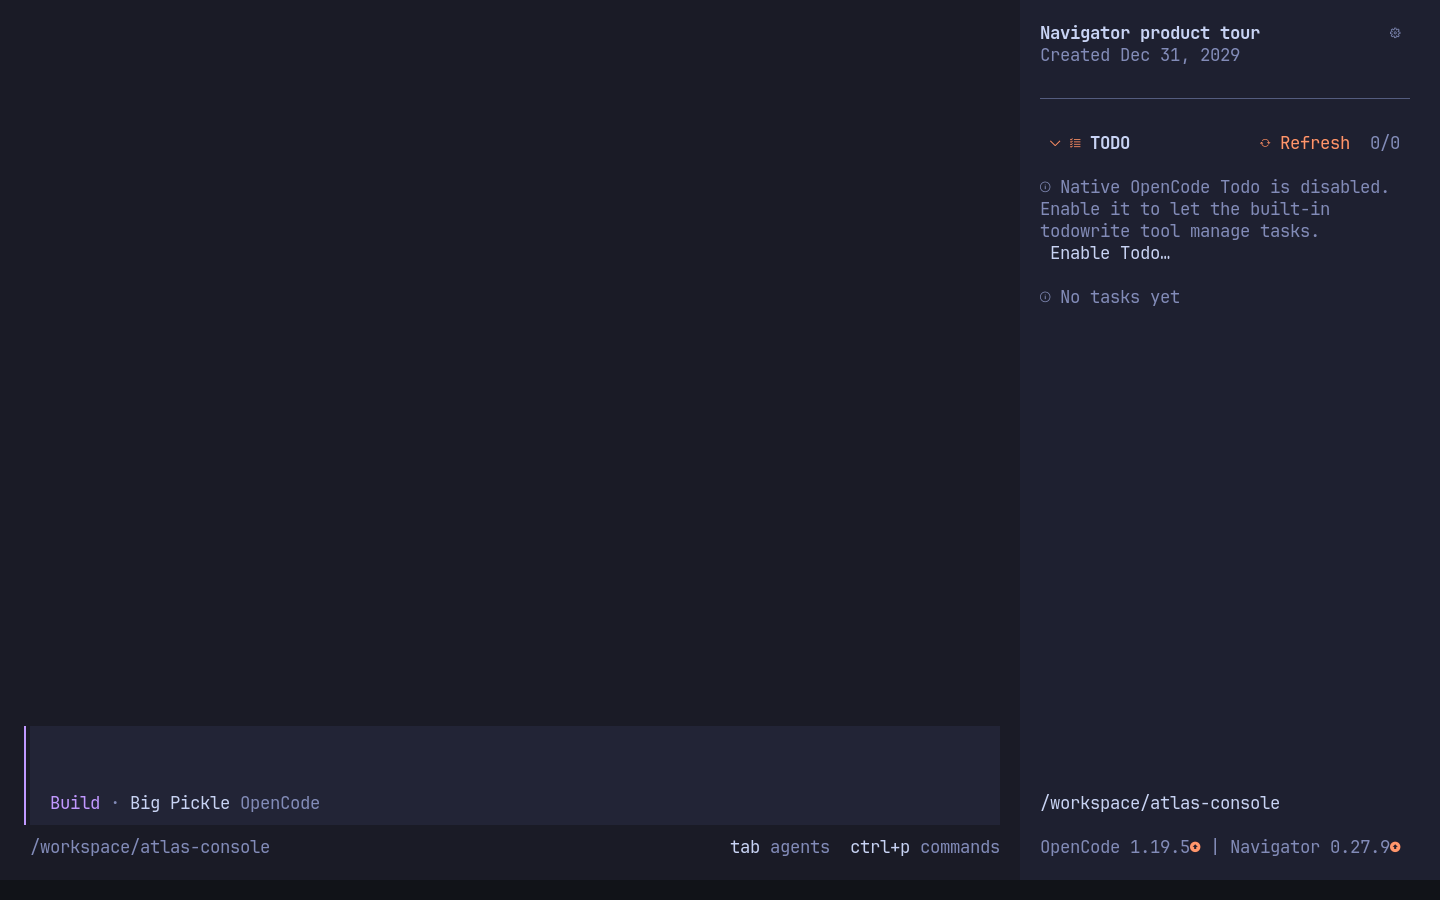 Navigator product tour
Created Dec 31, 2029
TODO
Refresh 0/0
Native OpenCode Todo is disabled.
Enable it to let the built-in
todowrite tool manage tasks.
Enable Todo…
No tasks yet
Build · Big Pickle OpenCode
/workspace/atlas-console
tab agents ctrl+p commands
/workspace/atlas-console
OpenCode 1.19.5 | Navigator 0.27.9